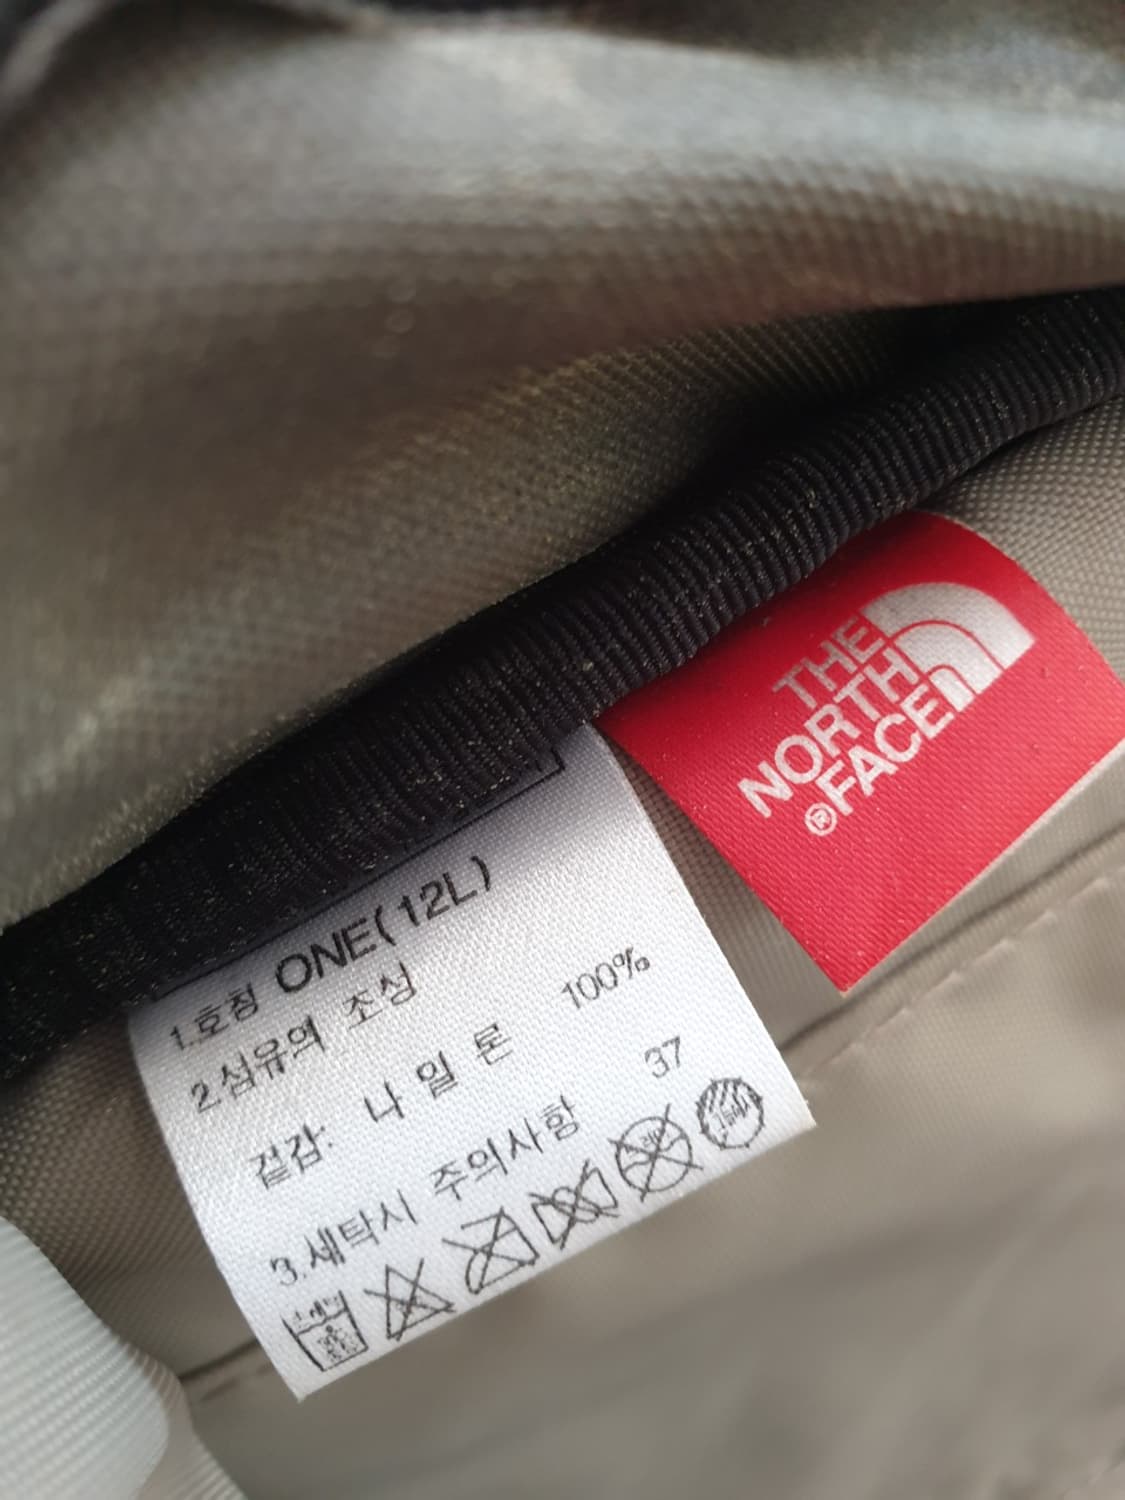 THE
NORTH
®FACE
1.호칭 ONE(12L)
2.섬유의 조성
겉감: 나 일 론 100%
37
3.세탁시 주의사항